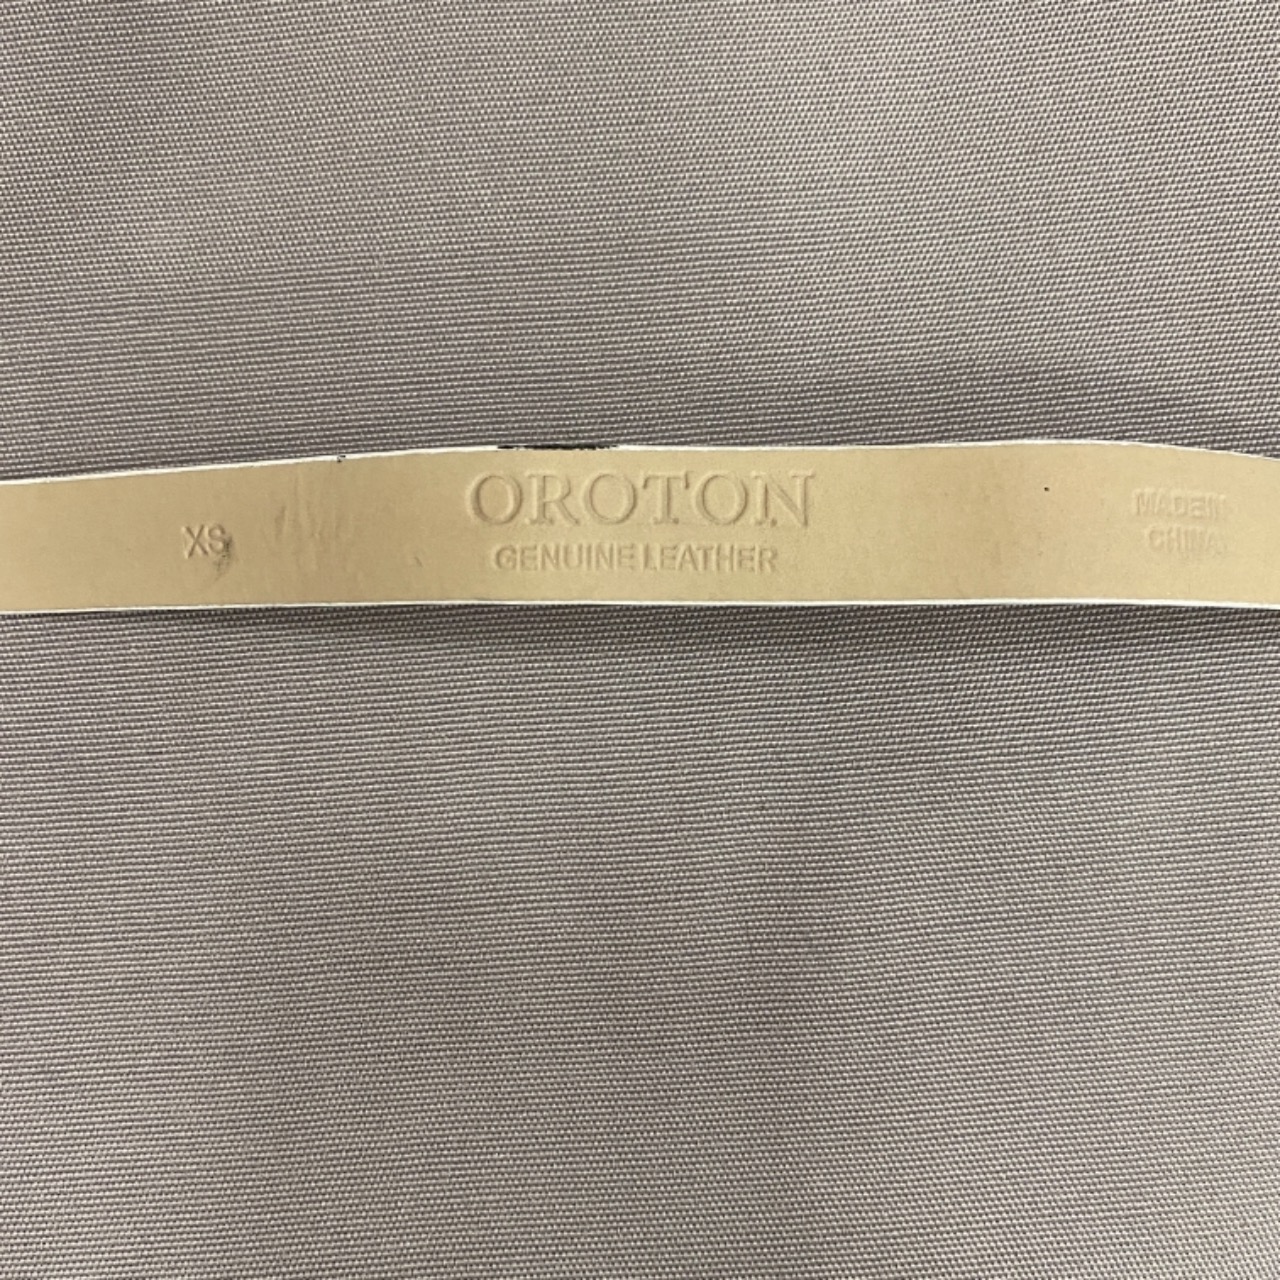 XS
OROTON
GENUINE LEATHER
MADE IN
CHINA